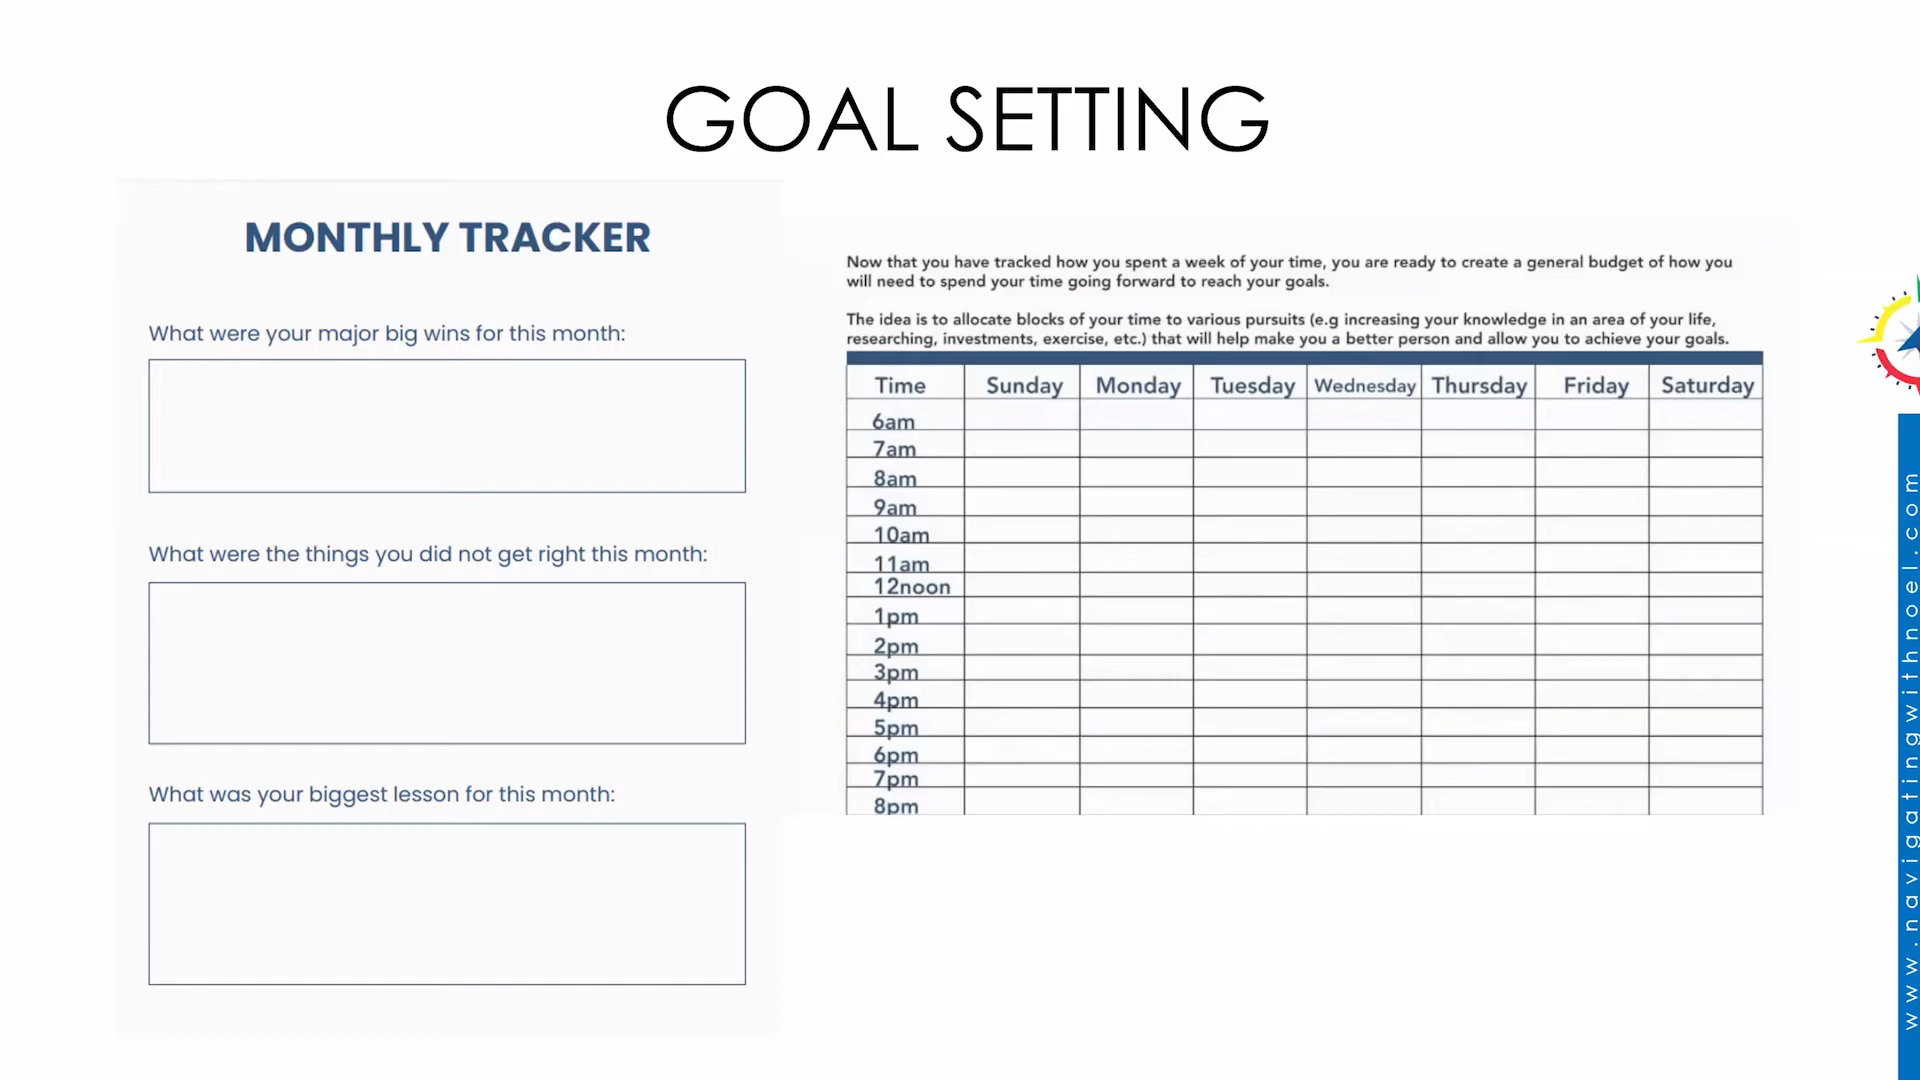 GOAL SETTING
MONTHLY TRACKER
What were your major big wins for this month:
What were the things you did not get right this month:
What was your biggest lesson for this month:
Now that you have tracked how you spent a week of your time, you are ready to create a general budget of how you
will need to spend your time going forward to reach your goals.
The idea is to allocate blocks of your time to various pursuits (e.g increasing your knowledge in an area of your life,
researching, investments, exercise, etc.) that will help make you a better person and allow you to achieve your goals.
Time Sunday Monday Tuesday Wednesday Thursday Friday Saturday
6am
7am
8am
9am
10am
11am
12noon
1pm
2pm
3pm
4pm
5pm
6pm
7pm
8pm
www.navigatingwithnoel.com